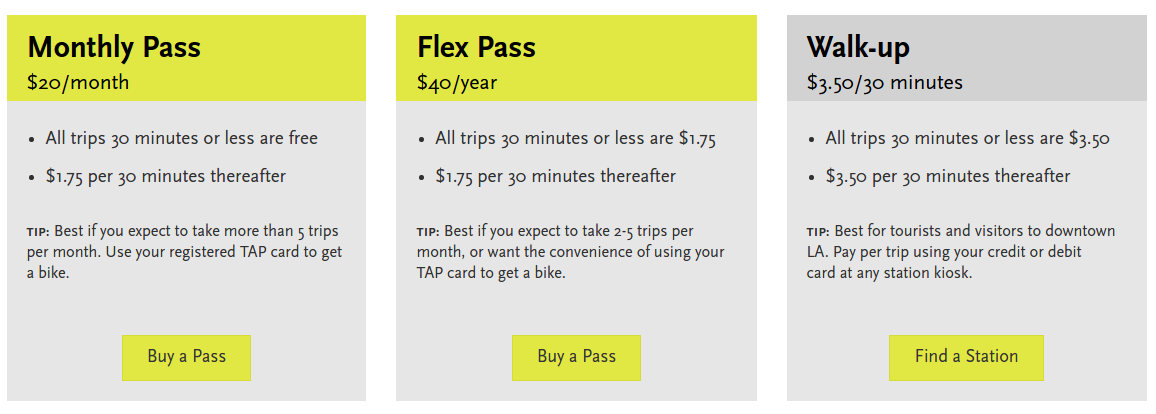 Monthly Pass
$20/month
• All trips 30 minutes or less are free
• $1.75 per 30 minutes thereafter
TIP: Best if you expect to take more than 5 trips
per month. Use your registered TAP card to get
a bike.
Buy a Pass
Flex Pass
$40/year
• All trips 30 minutes or less are $1.75
• $1.75 per 30 minutes thereafter
TIP: Best if you expect to take 2-5 trips per
month, or want the convenience of using your
TAP card to get a bike.
Buy a Pass
Walk-up
$3.50/30 minutes
• All trips 30 minutes or less are $3.50
• $3.50 per 30 minutes thereafter
TIP: Best for tourists and visitors to downtown
LA. Pay per trip using your credit or debit
card at any station kiosk.
Find a Station